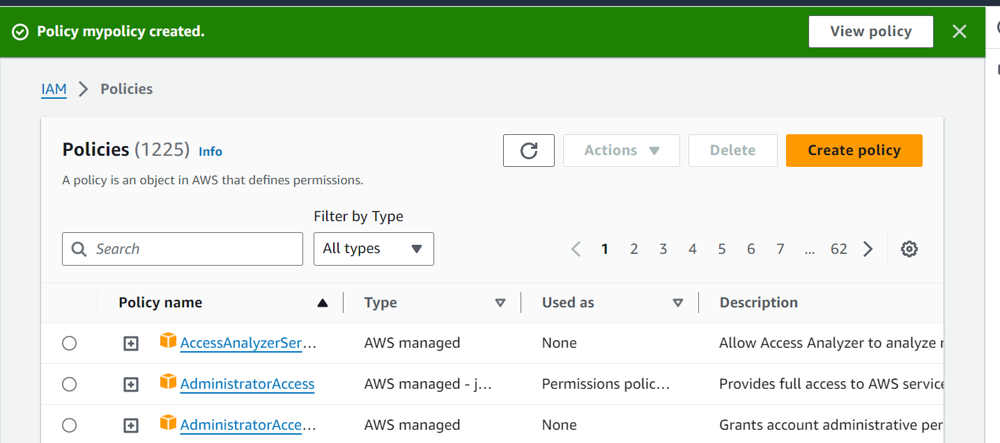 Policy mypolicy created.
View policy
IAM
Policies
Policies (1225) Info
Actions
Delete
Create policy
A policy is an object in AWS that defines permissions.
Filter by Type
Search
All types
1 2 3 4 5 6 7 ... 62
Policy name Type Used as Description
AccessAnalyzerSer… AWS managed None Allow Access Analyzer to analyze
AdministratorAccess AWS managed - j… Permissions polic… Provides full access to AWS service
AdministratorAcce… AWS managed None Grants account administrative per